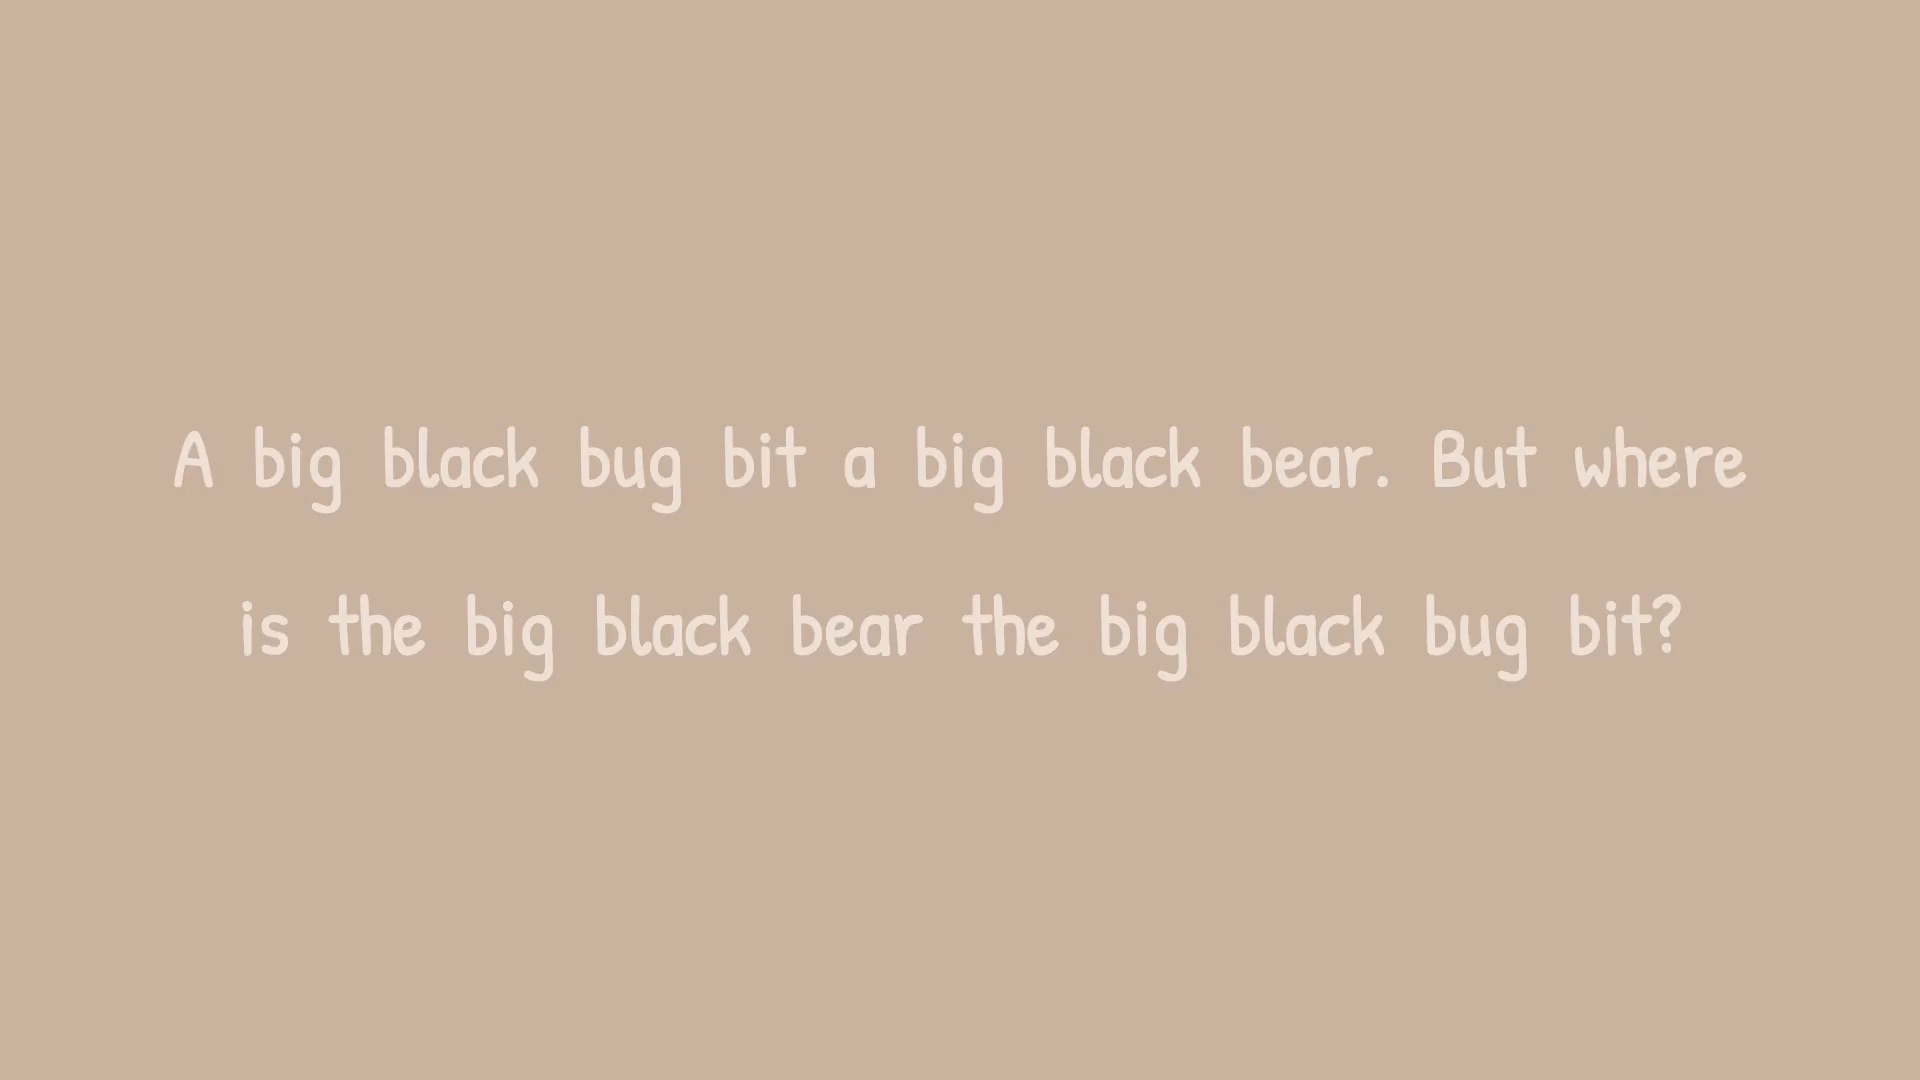 A big black bug bit a big black bear. But where
is the big black bear the big black bug bit?